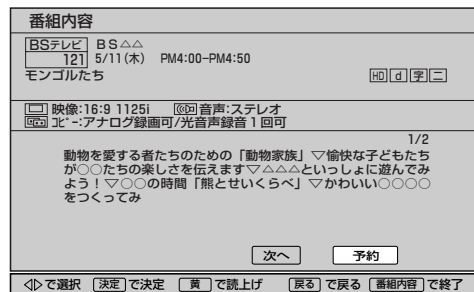 番組内容
BSテレビ BS△△
121 5/11(木) PM4:00-PM4:50
モンゴルたち
HD d 字 二
映像:16:9 1125i 音声:ステレオ
コピー:アナログ録画可/光音声録音1回可
1/2
動物を愛する者たちのための「動物家族」▽愉快な子どもたち
が○○たちの楽しさを伝えます▽△△△といっしょに遊んでみ
よう!▽○○の時間「熊とせいくらべ」▽かわいい○○○○
をつくってみ
次へ 予約
◁▷で選択 決定で決定 黄で読上げ 戻るで戻る 番組内容で終了